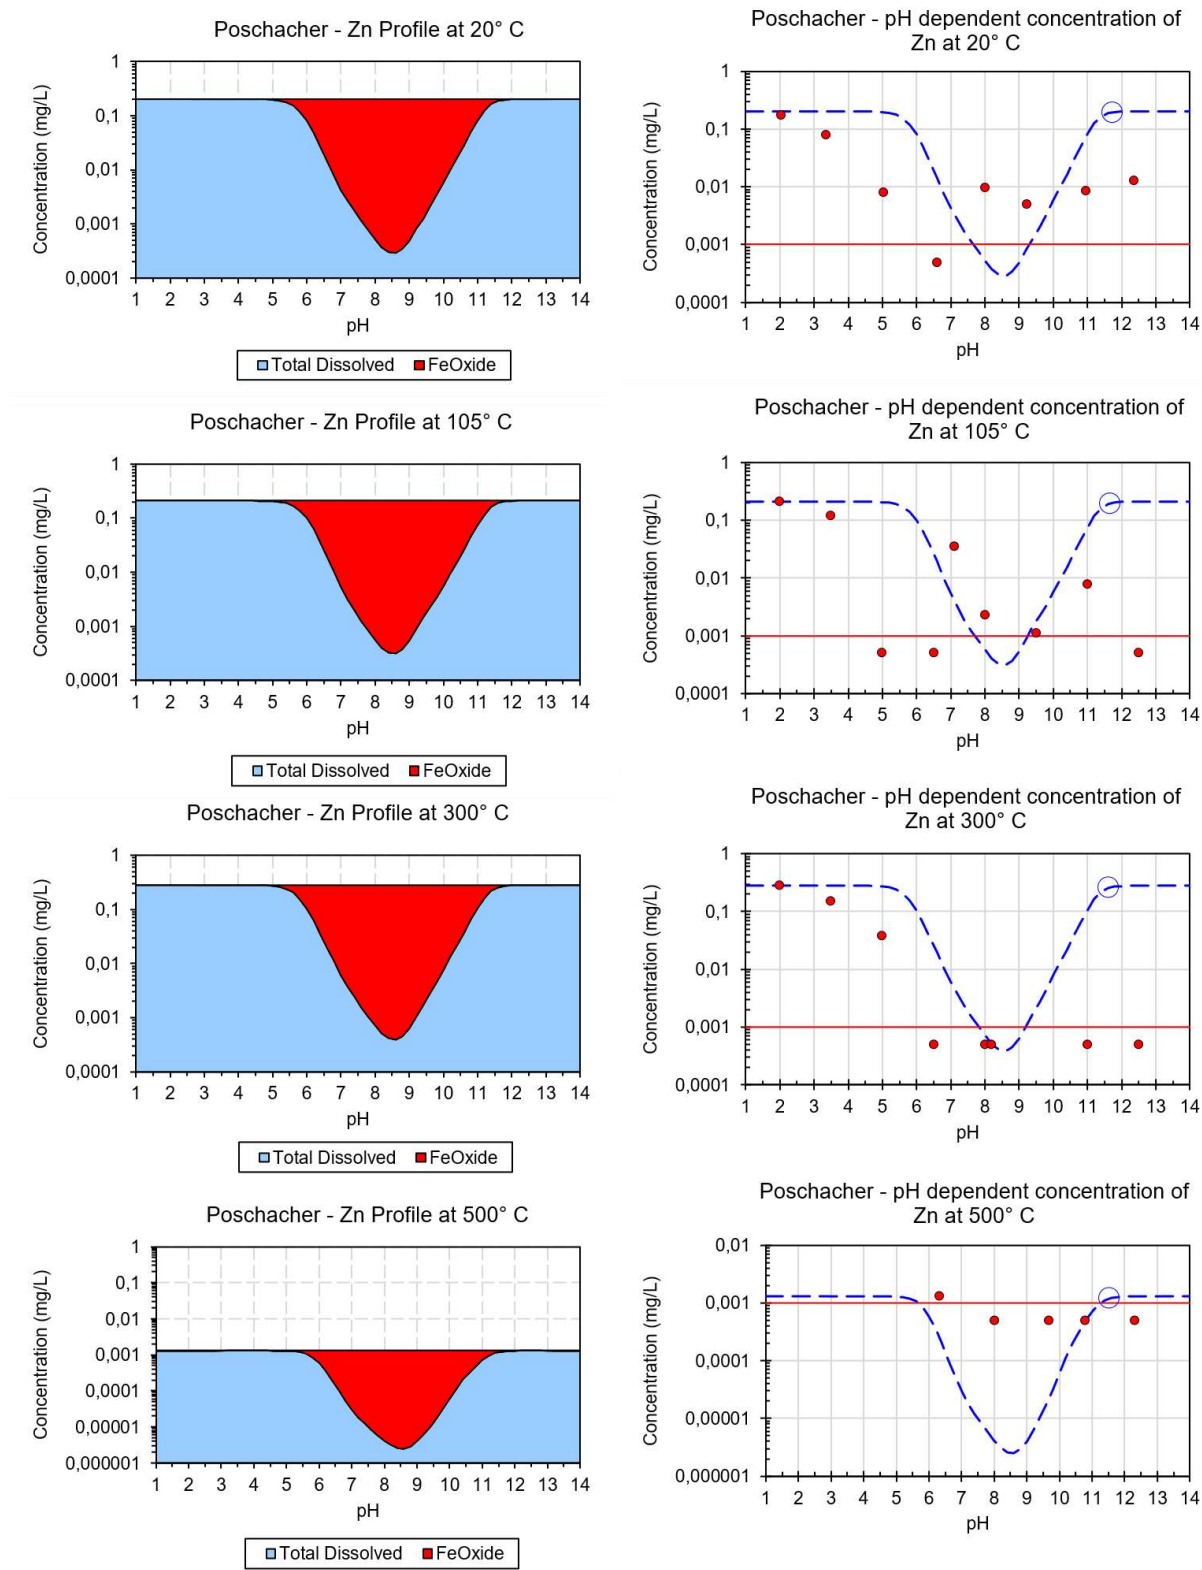 Poschacher - Zn Profile at 20° C
Concentration (mg/L)
1
0,1
0,01
0,001
0,0001
1 2 3 4 5 6 7 8 9 10 11 12 13 14
pH
Total Dissolved FeOxide
Poschacher - pH dependent concentration of
Zn at 20° C
Concentration (mg/L)
1
0,1
0,01
0,001
0,0001
1 2 3 4 5 6 7 8 9 10 11 12 13 14
pH
Poschacher - Zn Profile at 105° C
Concentration (mg/L)
1
0,1
0,01
0,001
0,0001
1 2 3 4 5 6 7 8 9 10 11 12 13 14
pH
Total Dissolved FeOxide
Poschacher - pH dependent concentration of
Zn at 105° C
Concentration (mg/L)
1
0,1
0,01
0,001
0,0001
1 2 3 4 5 6 7 8 9 10 11 12 13 14
pH
Poschacher - Zn Profile at 300° C
Concentration (mg/L)
1
0,1
0,01
0,001
0,0001
1 2 3 4 5 6 7 8 9 10 11 12 13 14
pH
Total Dissolved FeOxide
Poschacher - pH dependent concentration of
Zn at 300° C
Concentration (mg/L)
1
0,1
0,01
0,001
0,0001
1 2 3 4 5 6 7 8 9 10 11 12 13 14
pH
Poschacher - Zn Profile at 500° C
Concentration (mg/L)
1
0,1
0,01
0,001
0,0001
0,00001
0,000001
1 2 3 4 5 6 7 8 9 10 11 12 13 14
pH
Total Dissolved FeOxide
Poschacher - pH dependent concentration of
Zn at 500° C
Concentration (mg/L)
0,01
0,001
0,0001
0,00001
0,000001
1 2 3 4 5 6 7 8 9 10 11 12 13 14
pH